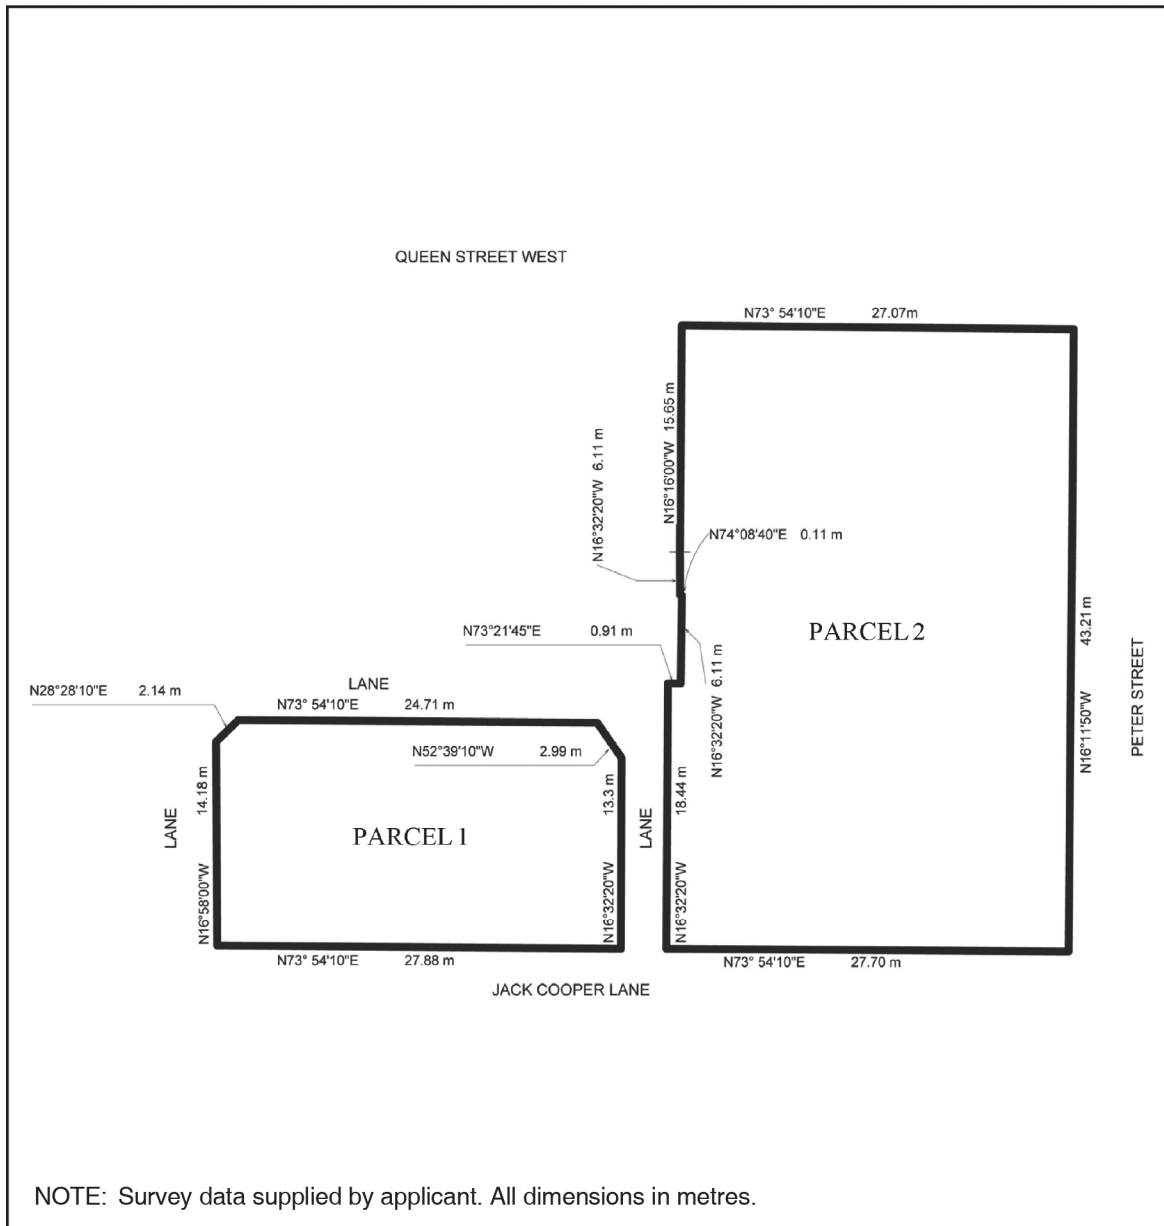 QUEEN STREET WEST
N73° 54'10"E 27.07m
N16°16'00"W 15.65 m
N16°32'20"W 6.11 m
N74°08'40"E 0.11 m
PARCEL 2
N73°21'45"E 0.91 m
N16°32'20"W 6.11 m
N16°11'50"W 43.21 m
PETER STREET
LANE
N28°28'10"E 2.14 m
N73° 54'10"E 24.71 m
N52°39'10"W 2.99 m
LANE
N16°58'00"W 14.18 m
PARCEL 1
N16°32'20"W 13.3 m
LANE
N16°32'20"W 18.44 m
N73° 54'10"E 27.88 m
N73° 54'10"E 27.70 m
JACK COOPER LANE
NOTE: Survey data supplied by applicant. All dimensions in metres.